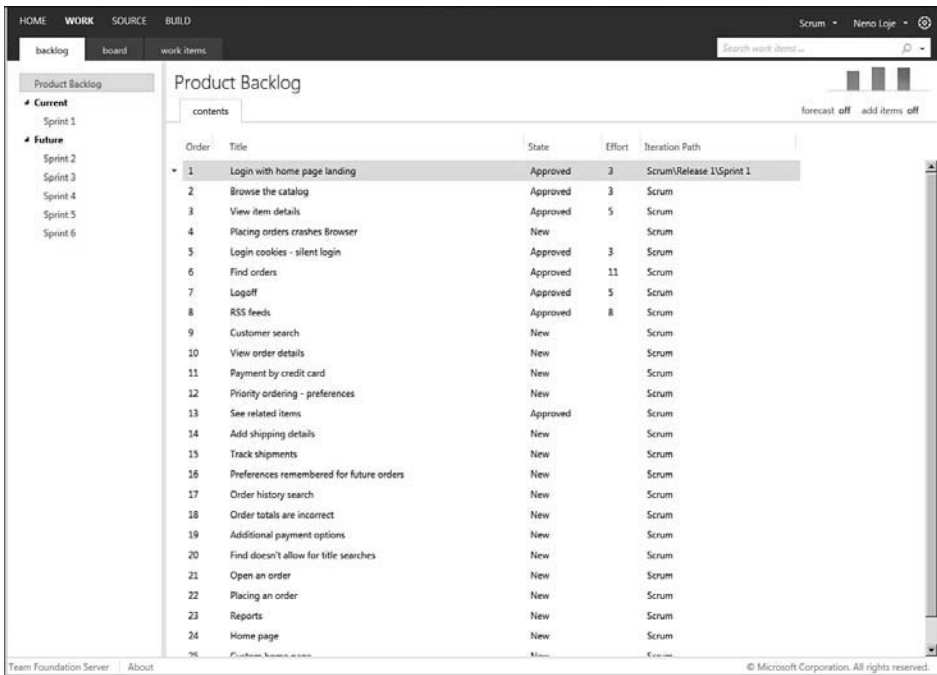 HOME WORK SOURCE BUILD Scrum Neno Loje
backlog board work items Search work items ...
Product Backlog
Current
Sprint 1
Future
Sprint 2
Sprint 3
Sprint 4
Sprint 5
Sprint 6
Product Backlog
contents
forecast off add items off
Order Title State Effort Iteration Path
1 Login with home page landing Approved 3 Scrum\Release 1\Sprint 1
2 Browse the catalog Approved 3 Scrum
3 View item details Approved 5 Scrum
4 Placing orders crashes Browser New Scrum
5 Login cookies - silent login Approved 3 Scrum
6 Find orders Approved 11 Scrum
7 Logoff Approved 5 Scrum
8 RSS feeds Approved 8 Scrum
9 Customer search New Scrum
10 View order details New Scrum
11 Payment by credit card New Scrum
12 Priority ordering - preferences New Scrum
13 See related items Approved Scrum
14 Add shipping details New Scrum
15 Track shipments New Scrum
16 Preferences remembered for future orders New Scrum
17 Order history search New Scrum
18 Order totals are incorrect New Scrum
19 Additional payment options New Scrum
20 Find doesn't allow for title searches New Scrum
21 Open an order New Scrum
22 Placing an order New Scrum
23 Reports New Scrum
24 Home page New Scrum
25 Custom home page New Scrum
Team Foundation Server About © Microsoft Corporation. All rights reserved.